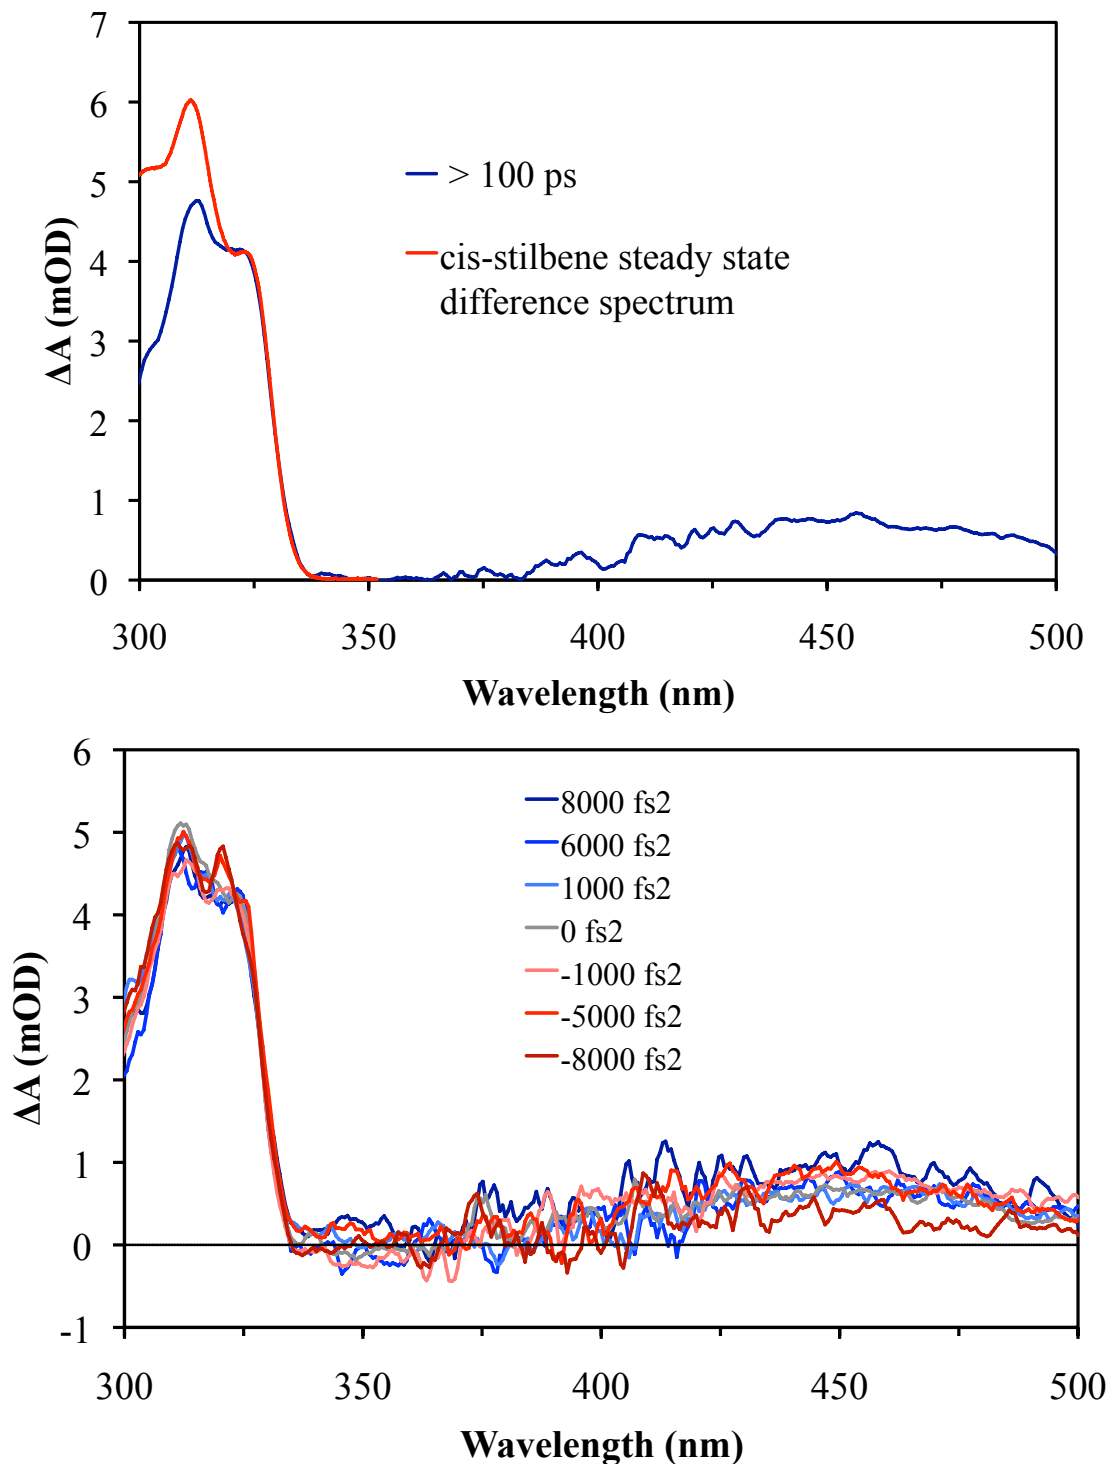 7
6
5
4
3
2
1
0
ΔA (mOD)
> 100 ps
cis-stilbene steady state
difference spectrum
300
350
400
450
500
Wavelength (nm)
6
5
4
3
2
1
0
-1
ΔA (mOD)
8000 fs2
6000 fs2
1000 fs2
0 fs2
-1000 fs2
-5000 fs2
-8000 fs2
300
350
400
450
500
Wavelength (nm)